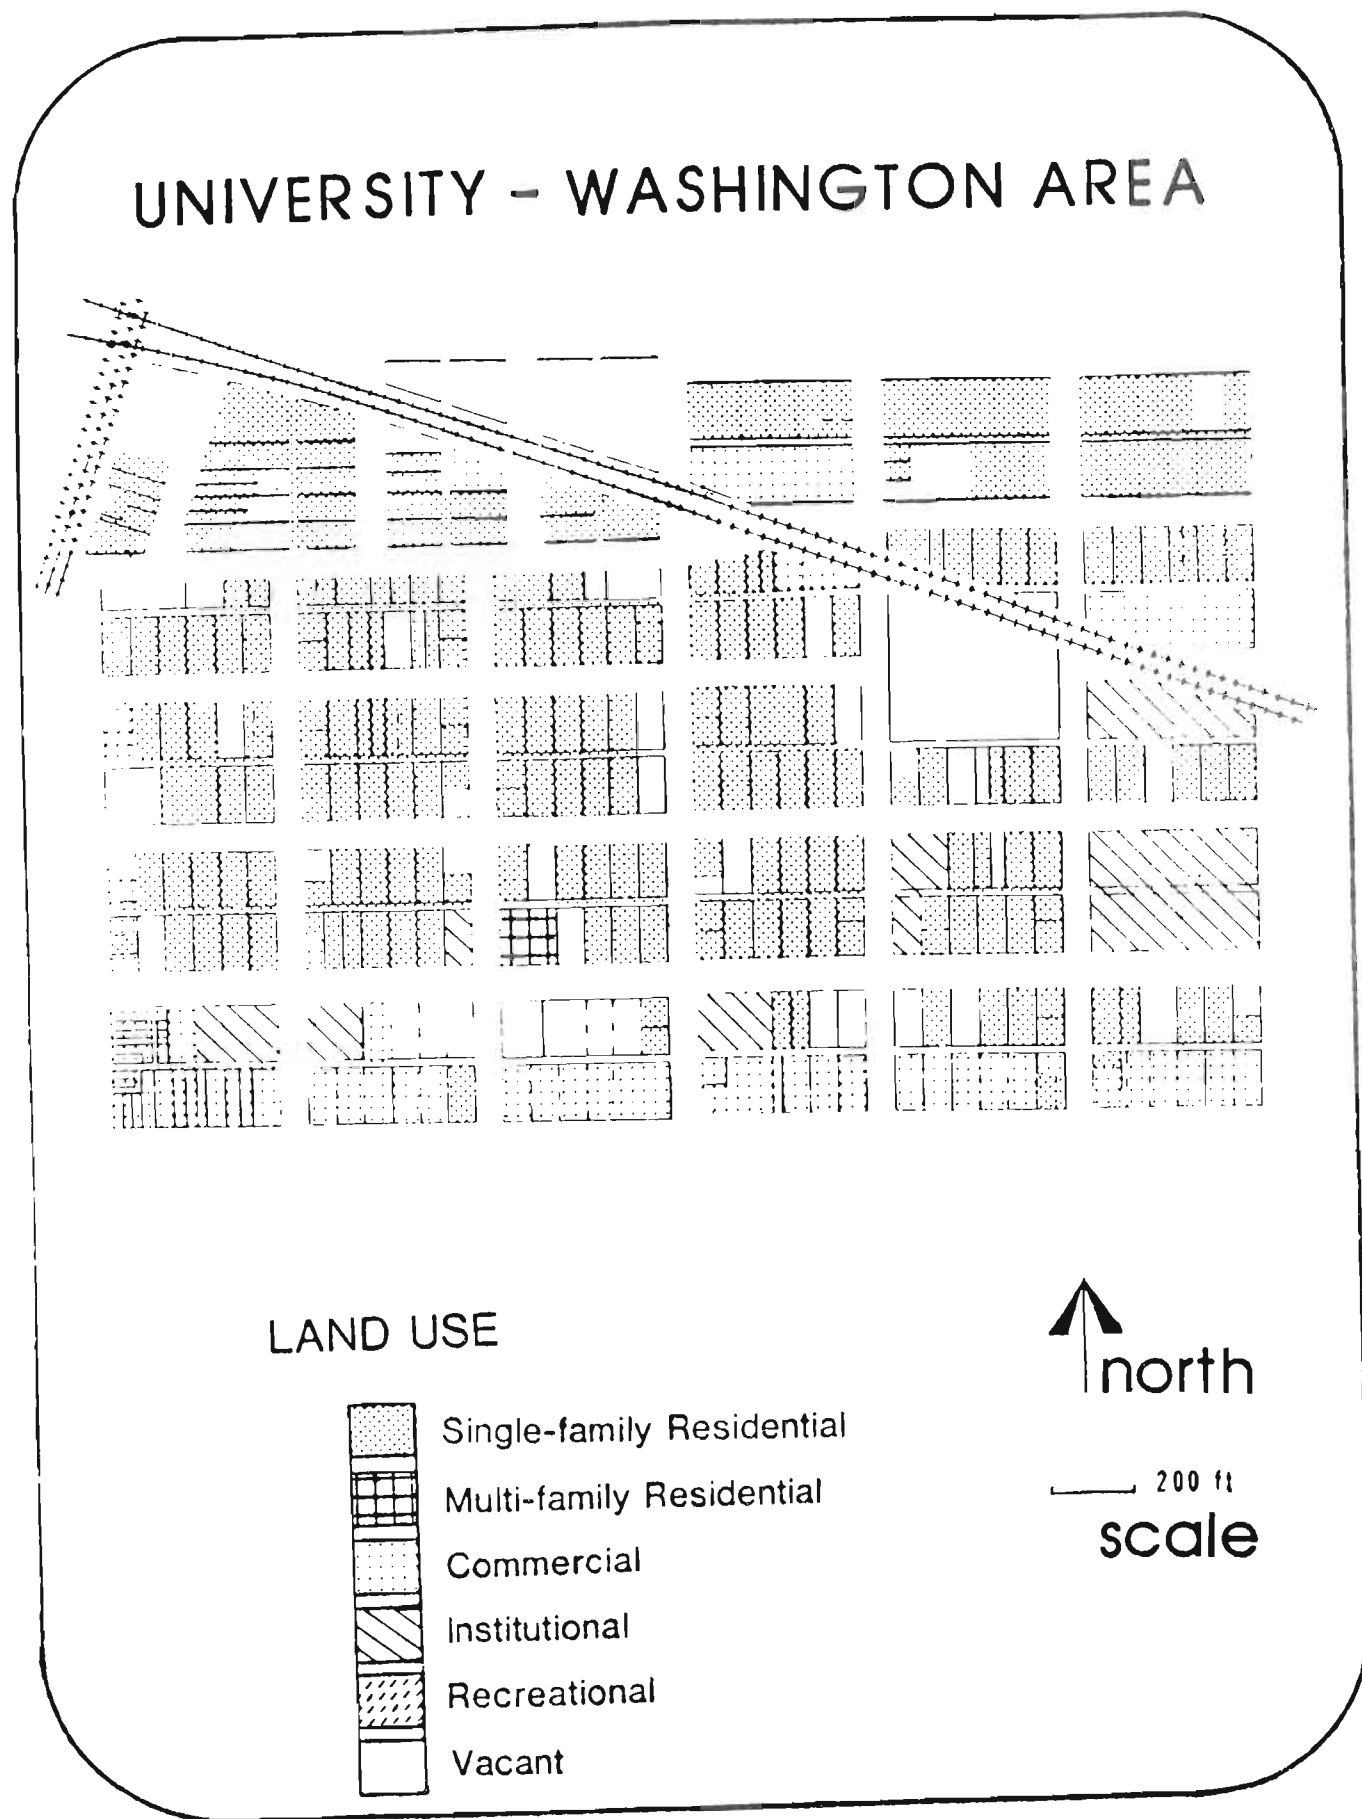 UNIVERSITY - WASHINGTON AREA
LAND USE
Single-family Residential
Multi-family Residential
Commercial
Institutional
Recreational
Vacant
north
200 ft
scale